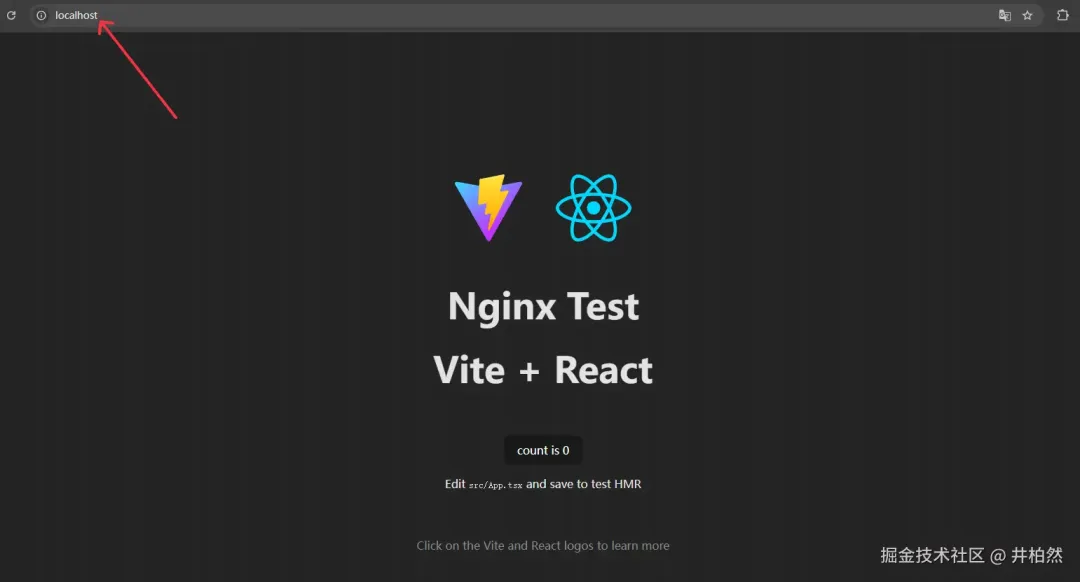 localhost
Nginx Test
Vite + React
count is 0
Edit src/App.tsx and save to test HMR
Click on the Vite and React logos to learn more
掘金技术社区 @ 井柏然